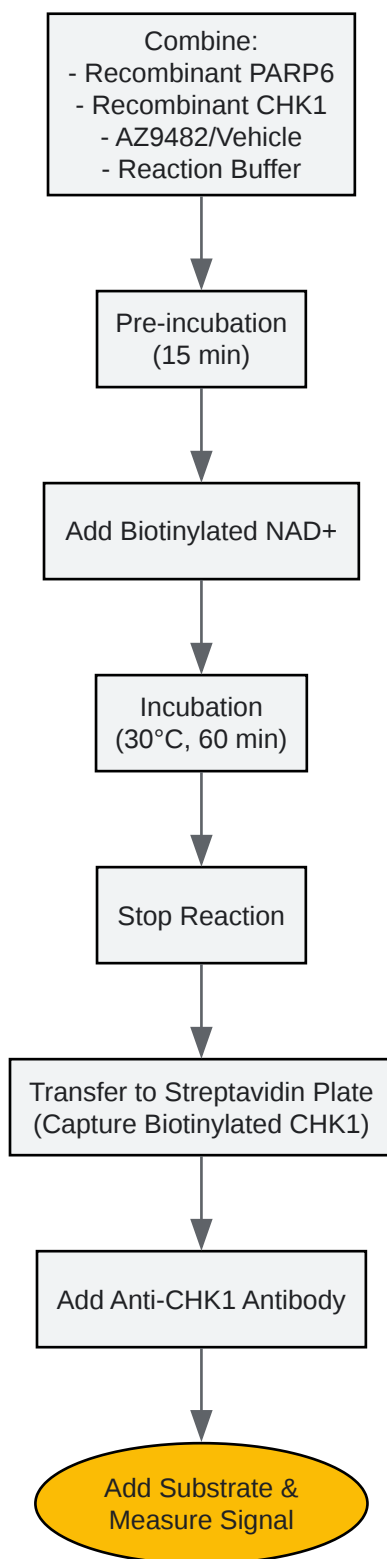 Combine:
- Recombinant PARP6
- Recombinant CHK1
- AZ9482/Vehicle
- Reaction Buffer
Pre-incubation
(15 min)
Add Biotinylated NAD+
Incubation
(30°C, 60 min)
Stop Reaction
Transfer to Streptavidin Plate
(Capture Biotinylated CHK1)
Add Anti-CHK1 Antibody
Add Substrate &
Measure Signal